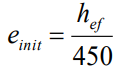 e_init = h_ef / 450